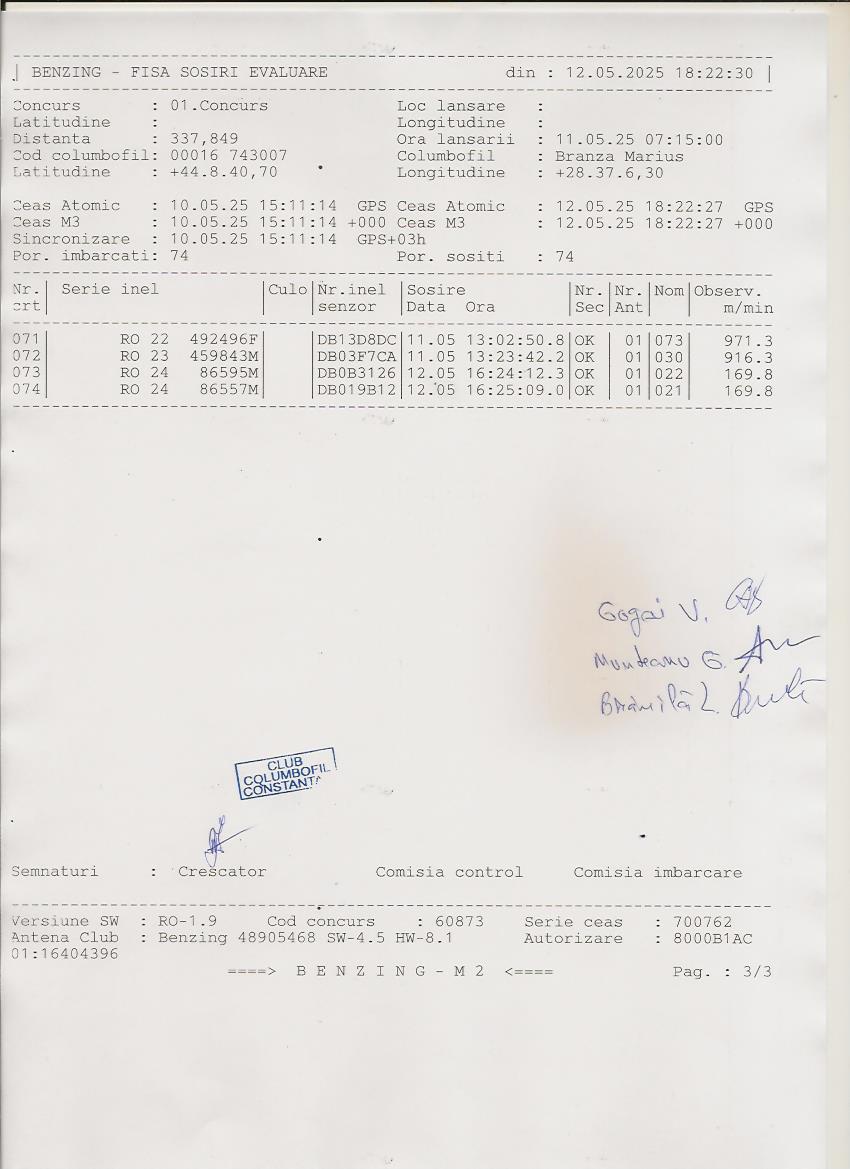 BENZING - FISA SOSIRI EVALUARE din : 12.05.2025 18:22:30
Concurs : 01.Concurs Loc lansare :
Latitudine : Longitudine :
Distanta : 337,849 Ora lansarii : 11.05.25 07:15:00
Cod columbofil: 00016 743007 Columbofil : Branza Marius
Latitudine : +44.8.40,70 Longitudine : +28.37.6,30
Ceas Atomic : 10.05.25 15:11:14 GPS Ceas Atomic : 12.05.25 18:22:27 GPS
Ceas M3 : 10.05.25 15:11:14 +000 Ceas M3 : 12.05.25 18:22:27 +000
Sincronizare : 10.05.25 15:11:14 GPS+03h
Por. imbarcati: 74 Por. sositi : 74
Nr. | Serie inel |Culo|Nr.inel |Sosire |Nr.|Nr.|Nom|Observ.
crt| | |senzor |Data Ora |Sec|Ant| | m/min
071| RO 22 492496F| |DB13D8DC|11.05 13:02:50.8|OK | 01|073| 971.3
072| RO 23 459843M| |DB03F7CA|11.05 13:23:42.2|OK | 01|030| 916.3
073| RO 24 86595M| |DB0B3126|12.05 16:24:12.3|OK | 01|022| 169.8
074| RO 24 86557M| |DB019B12|12.05 16:25:09.0|OK | 01|021| 169.8
Gogai V.
Munteanu G.
Brăilă L.
CLUB
COLUMBOFIL
CONSTANTA
Semnaturi : Crescator Comisia control Comisia imbarcare
Versiune SW : RO-1.9 Cod concurs : 60873 Serie ceas : 700762
Antena Club : Benzing 48905468 SW-4.5 HW-8.1 Autorizare : 8000B1AC
01:16404396
====> B E N Z I N G - M 2 <==== Pag. : 3/3